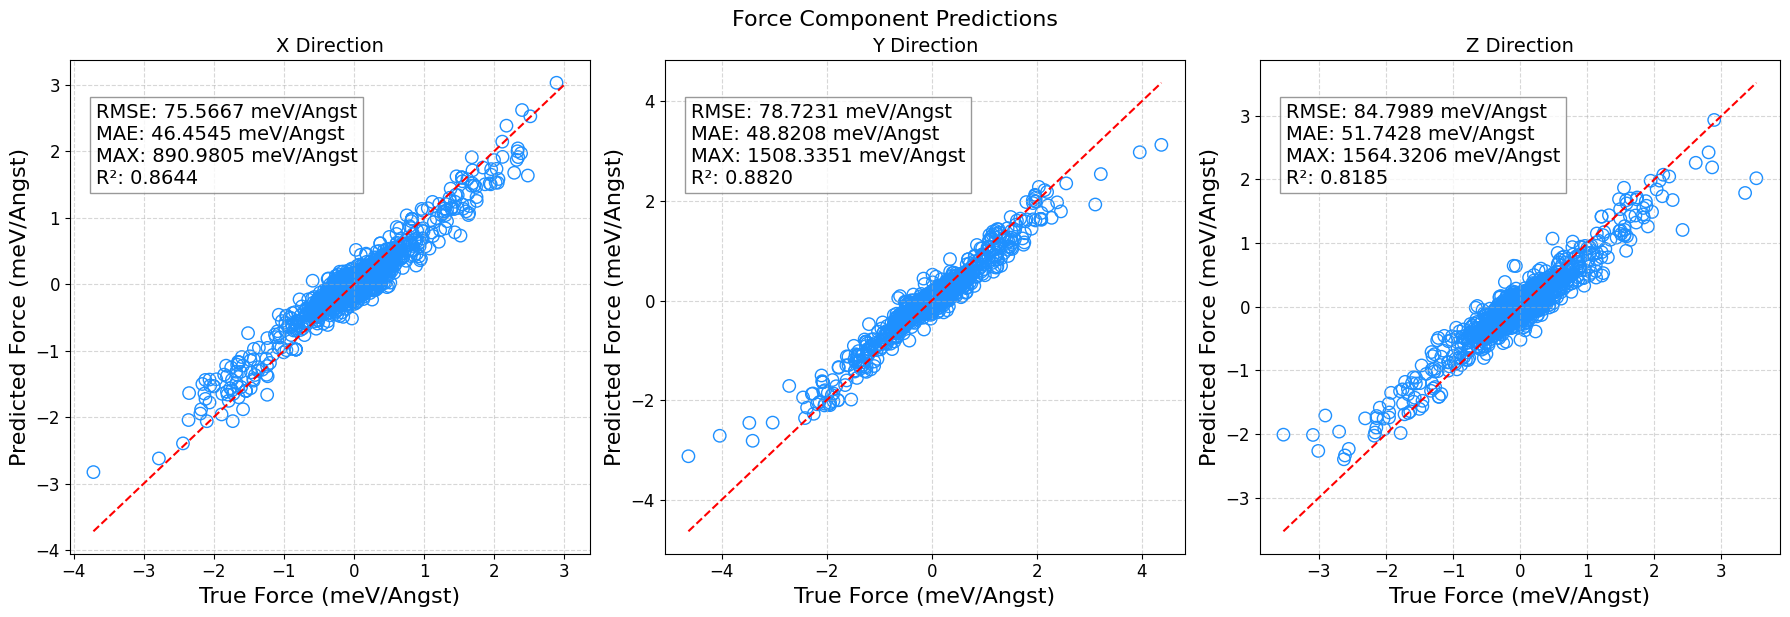 Force Component Predictions
X Direction
RMSE: 75.5667 meV/Angst
MAE: 46.4545 meV/Angst
MAX: 890.9805 meV/Angst
R²: 0.8644
Predicted Force (meV/Angst)
3
2
1
0
−1
−2
−3
−4
−4 −3 −2 −1 0 1 2 3
True Force (meV/Angst)
Y Direction
RMSE: 78.7231 meV/Angst
MAE: 48.8208 meV/Angst
MAX: 1508.3351 meV/Angst
R²: 0.8820
Predicted Force (meV/Angst)
4
2
0
−2
−4
−4 −2 0 2 4
True Force (meV/Angst)
Z Direction
RMSE: 84.7989 meV/Angst
MAE: 51.7428 meV/Angst
MAX: 1564.3206 meV/Angst
R²: 0.8185
Predicted Force (meV/Angst)
3
2
1
0
−1
−2
−3
−3 −2 −1 0 1 2 3
True Force (meV/Angst)